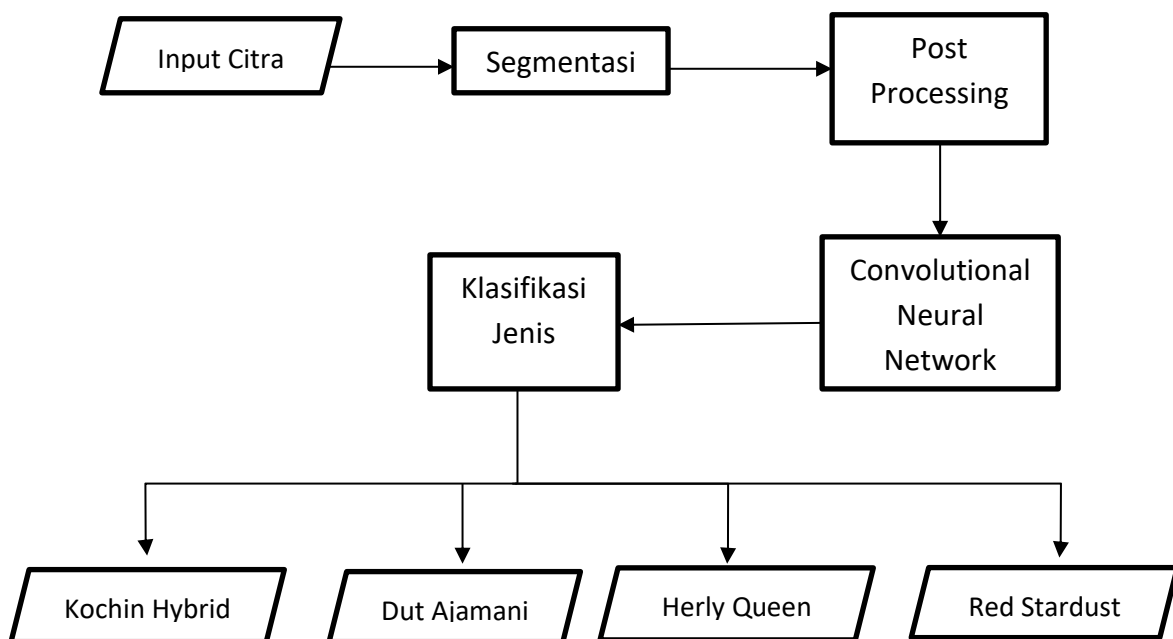 Input Citra
Segmentasi
Post
Processing
Convolutional
Neural
Network
Klasifikasi
Jenis
Kochin Hybrid
Dut Ajamani
Herly Queen
Red Stardust